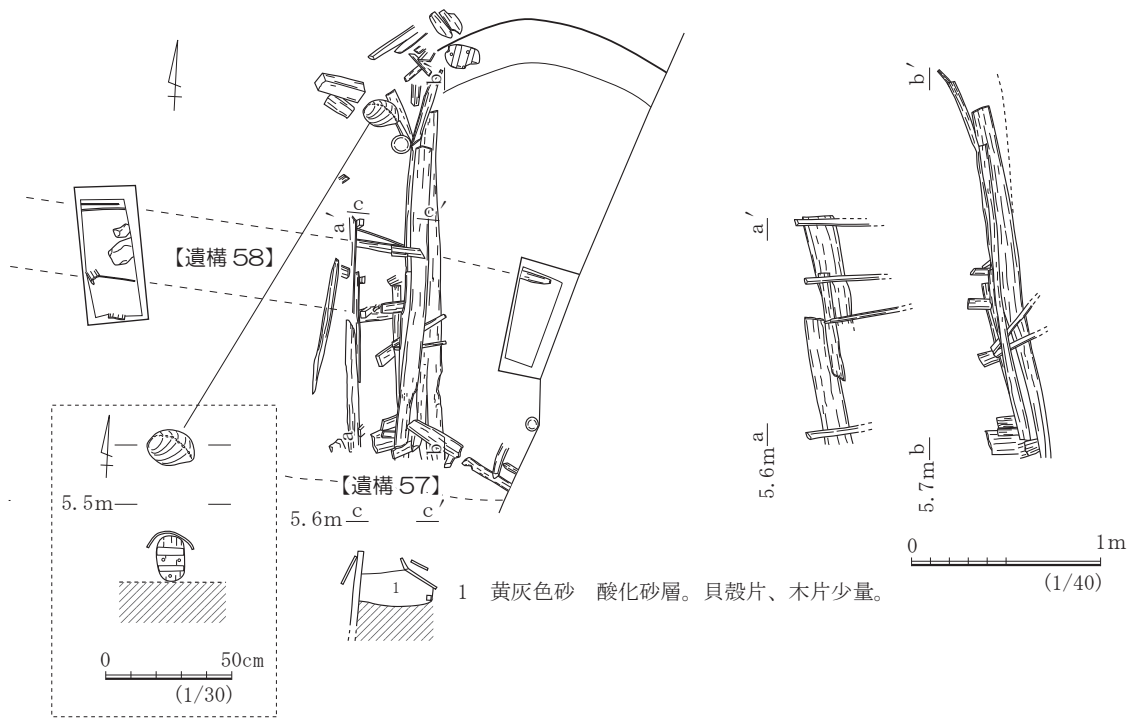 b′
c
c′
a′
【遺構 58】
a
b
【遺構 57】
5.6m c
c′
1
1　黄灰色砂　酸化砂層。貝殻片、木片少量。
5.5m
0
50cm
(1/30)
a′
5.6m a
b′
5.7m b
0
1m
(1/40)